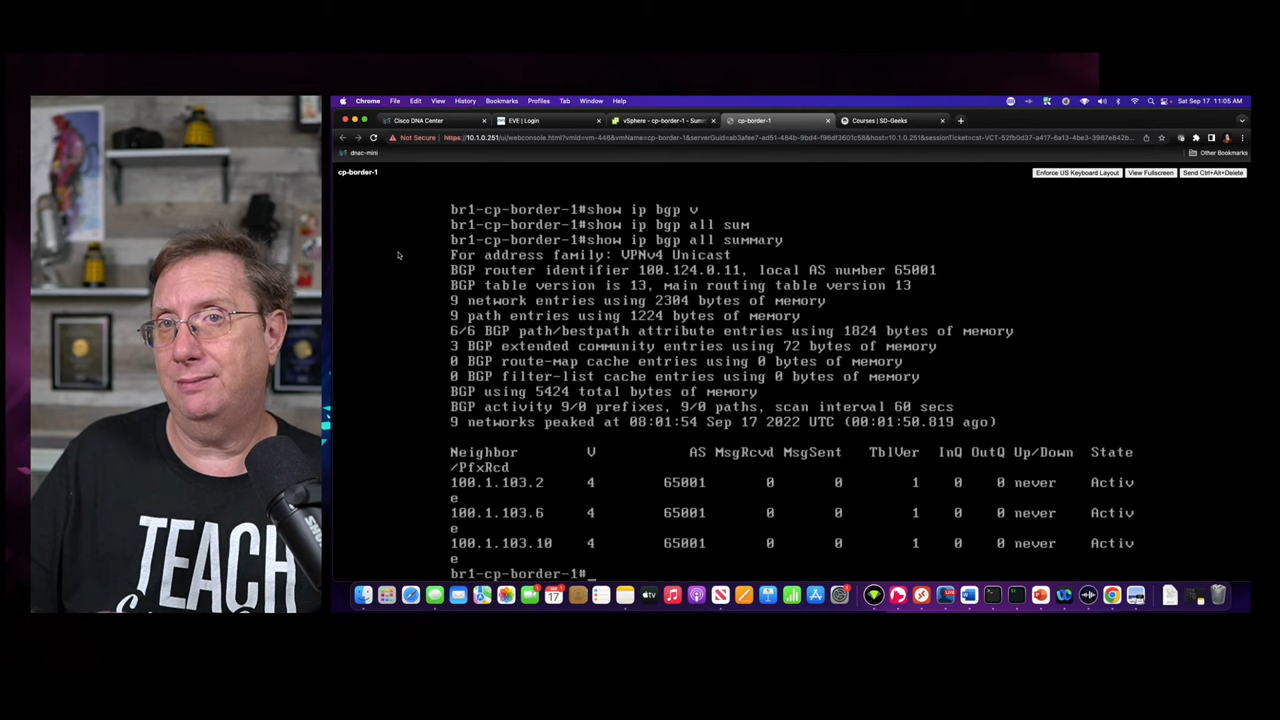 Chrome File Edit View History Bookmarks Profiles Tab Window Help Sat Sep 17 11:05 AM
Cisco DNA Center EVE | Login vSphere - cp-border-1 - Summ cp-border-1 Courses | SD-Geeks
Not Secure
dnac-mini Other Bookmarks
cp-border-1 Enforce US Keyboard Layout View Fullscreen Send Ctrl+Alt+Delete
br1-cp-border-1#show ip bgp v
br1-cp-border-1#show ip bgp all sum
br1-cp-border-1#show ip bgp all summary
For address family: VPNv4 Unicast
BGP router identifier 100.124.0.11, local AS number 65001
BGP table version is 13, main routing table version 13
9 network entries using 2304 bytes of memory
9 path entries using 1224 bytes of memory
6/6 BGP path/bestpath attribute entries using 1824 bytes of memory
3 BGP extended community entries using 72 bytes of memory
0 BGP route-map cache entries using 0 bytes of memory
0 BGP filter-list cache entries using 0 bytes of memory
BGP using 5424 total bytes of memory
BGP activity 9/0 prefixes, 9/0 paths, scan interval 60 secs
9 networks peaked at 08:01:54 Sep 17 2022 UTC (00:01:50.819 ago)
Neighbor V AS MsgRcvd MsgSent TblVer InQ OutQ Up/Down State
/PfxRcd
100.1.103.2 4 65001 0 0 1 0 0 never Activ
e
100.1.103.6 4 65001 0 0 1 0 0 never Activ
e
100.1.103.10 4 65001 0 0 1 0 0 never Activ
e
br1-cp-border-1#_
TEACH